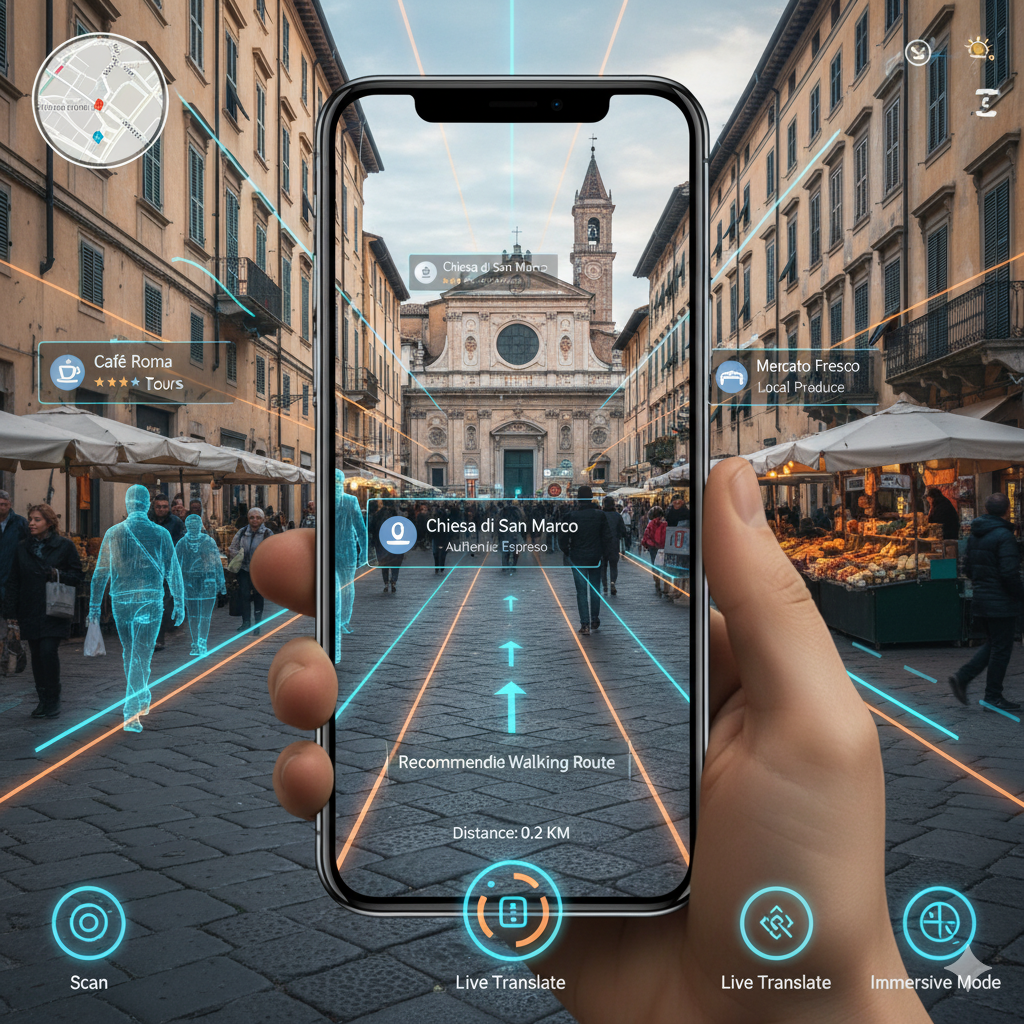 Chiesa di San Marco
Café Roma
Tours
Mercato Fresco
Local Produce
Chiesa di San Marco
- Aufienie Espreso
Recommendie Walking Route
Distance: 0.2 KM
Scan
Live Translate
Live Translate
Immersive Mode